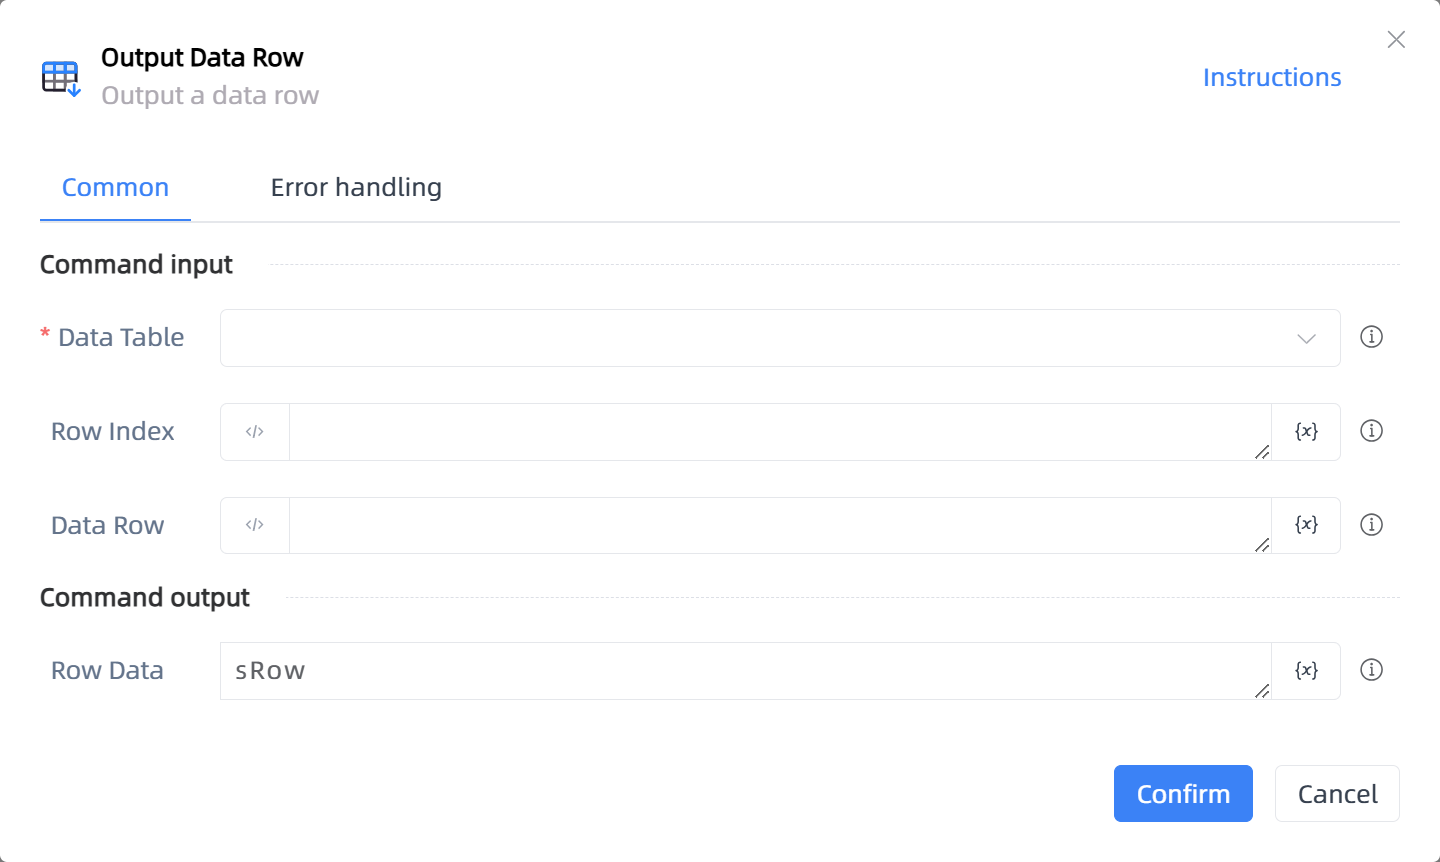 Output Data Row
Output a data row
Instructions
Common
Error handling
Command input
* Data Table
Row Index
</>
{x}
Data Row
</>
{x}
Command output
Row Data
sRow
{x}
Confirm
Cancel